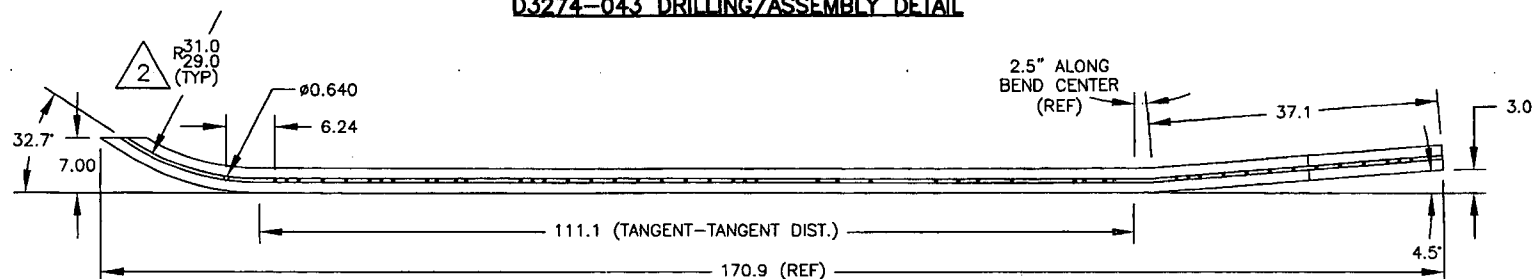 D3274-043 DRILLING/ASSEMBLY DETAIL
2
R31.0
29.0
(TYP)
ø0.640
6.24
2.5" ALONG
BEND CENTER
(REF)
37.1
3.0
32.7°
7.00
111.1 (TANGENT-TANGENT DIST.)
4.5°
170.9 (REF)